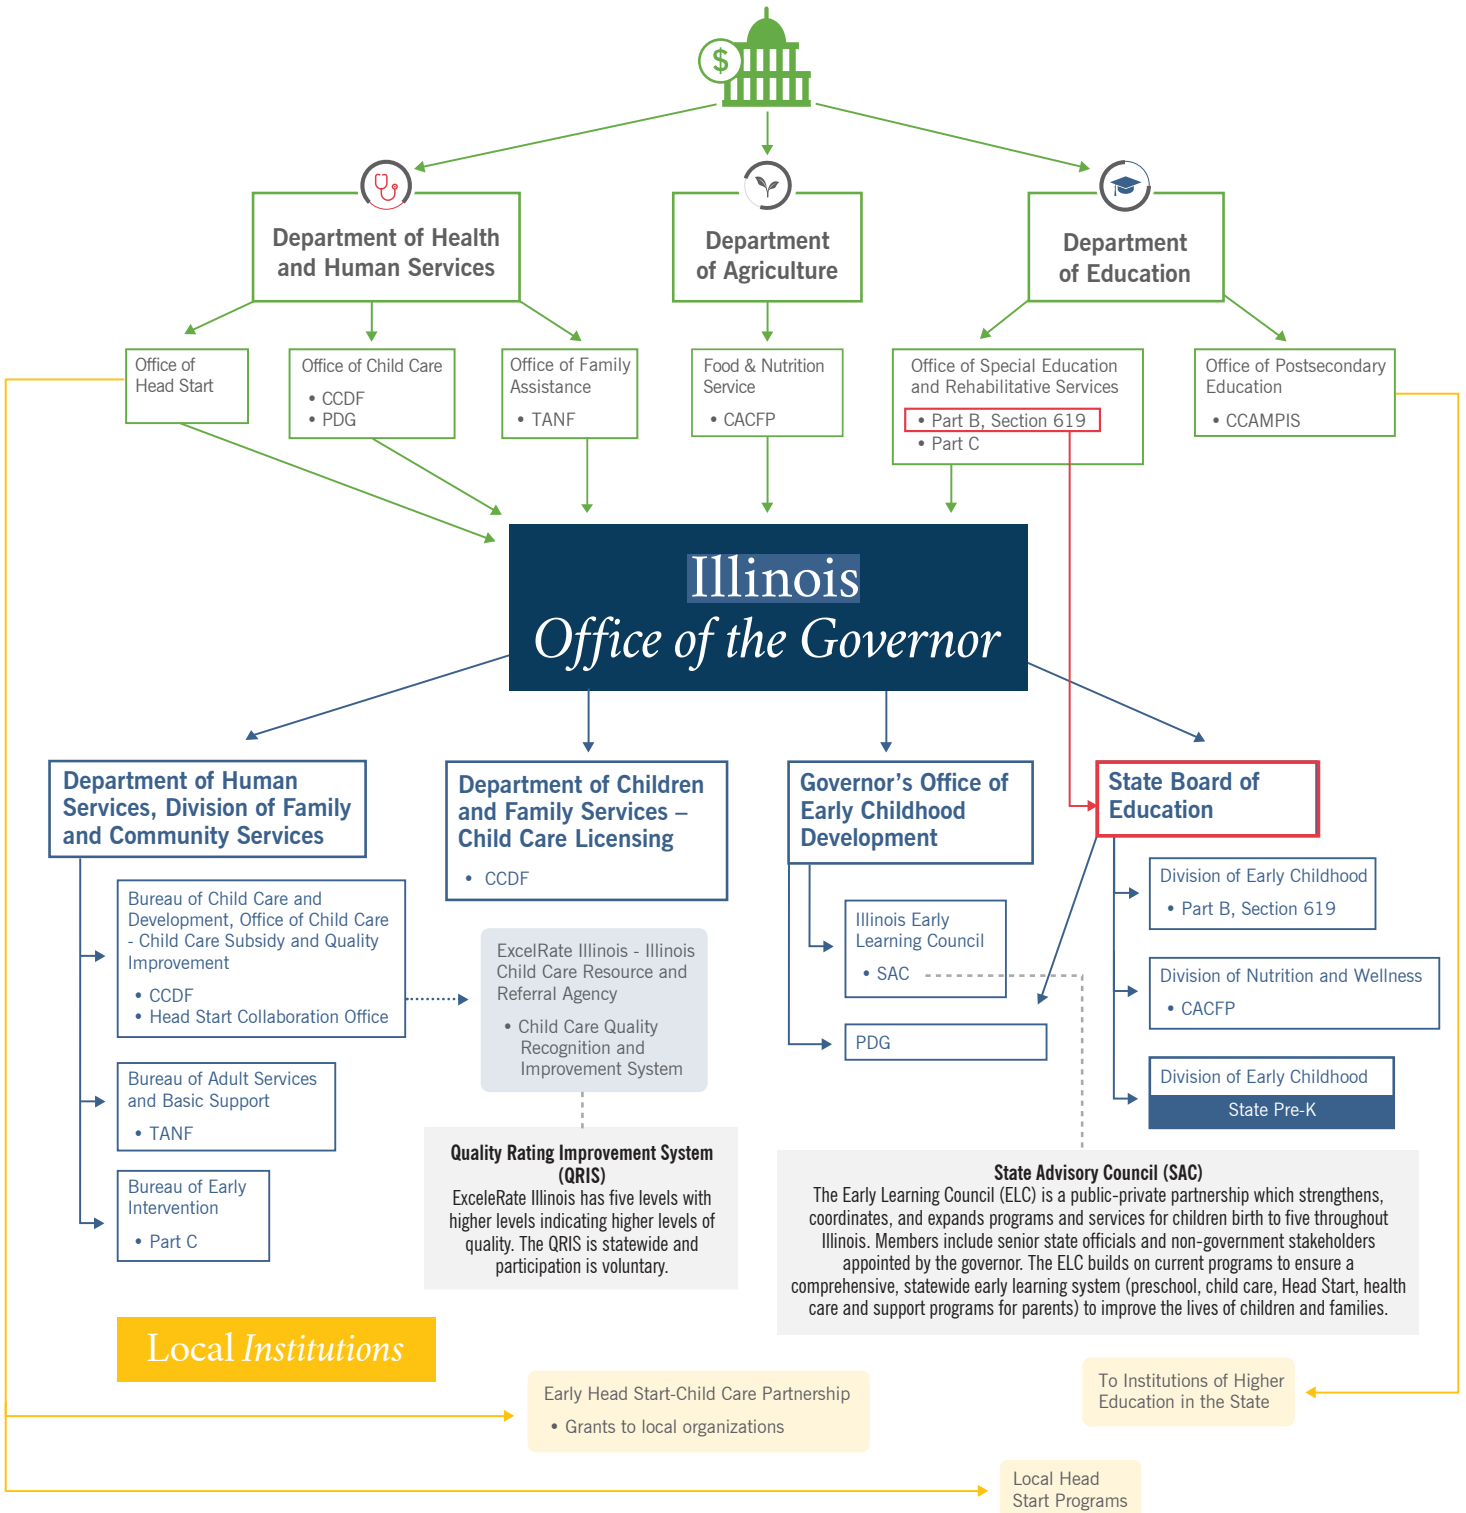 $
Department of Health
and Human Services
Department
of Agriculture
Department
of Education
Office of
Head Start
Office of Child Care
• CCDF
• PDG
Office of Family
Assistance
• TANF
Food & Nutrition
Service
• CACFP
Office of Special Education
and Rehabilitative Services
• Part B, Section 619
• Part C
Office of Postsecondary
Education
• CCAMPIS
Illinois
Office of the Governor
Department of Human
Services, Division of Family
and Community Services
Bureau of Child Care and
Development, Office of Child Care
- Child Care Subsidy and Quality
Improvement
• CCDF
• Head Start Collaboration Office
Bureau of Adult Services
and Basic Support
• TANF
Bureau of Early
Intervention
• Part C
Department of Children
and Family Services –
Child Care Licensing
• CCDF
ExcelRate Illinois - Illinois
Child Care Resource and
Referral Agency
• Child Care Quality
Recognition and
Improvement System
Quality Rating Improvement System
(QRIS)
ExceleRate Illinois has five levels with
higher levels indicating higher levels of
quality. The QRIS is statewide and
participation is voluntary.
Governor's Office of
Early Childhood
Development
Illinois Early
Learning Council
• SAC
PDG
State Board of
Education
Division of Early Childhood
• Part B, Section 619
Division of Nutrition and Wellness
• CACFP
Division of Early Childhood
State Pre-K
State Advisory Council (SAC)
The Early Learning Council (ELC) is a public-private partnership which strengthens,
coordinates, and expands programs and services for children birth to five throughout
Illinois. Members include senior state officials and non-government stakeholders
appointed by the governor. The ELC builds on current programs to ensure a
comprehensive, statewide early learning system (preschool, child care, Head Start, health
care and support programs for parents) to improve the lives of children and families.
Local Institutions
Early Head Start-Child Care Partnership
• Grants to local organizations
To Institutions of Higher
Education in the State
Local Head
Start Programs